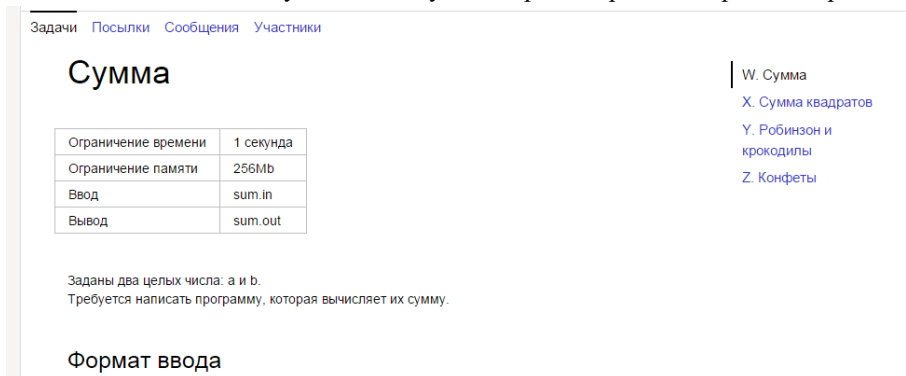 Задачи Посылки Сообщения Участники
Сумма
Ограничение времени 1 секунда
Ограничение памяти 256Mb
Ввод sum.in
Вывод sum.out
Заданы два целых числа: a и b.
Требуется написать программу, которая вычисляет их сумму.
Формат ввода
W. Сумма
X. Сумма квадратов
Y. Робинзон и
крокодилы
Z. Конфеты